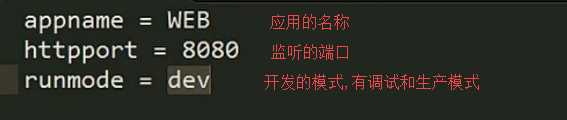 appname = WEB 应用的名称
httpport = 8080 监听的端口
runmode = dev 开发的模式,有调试和生产模式